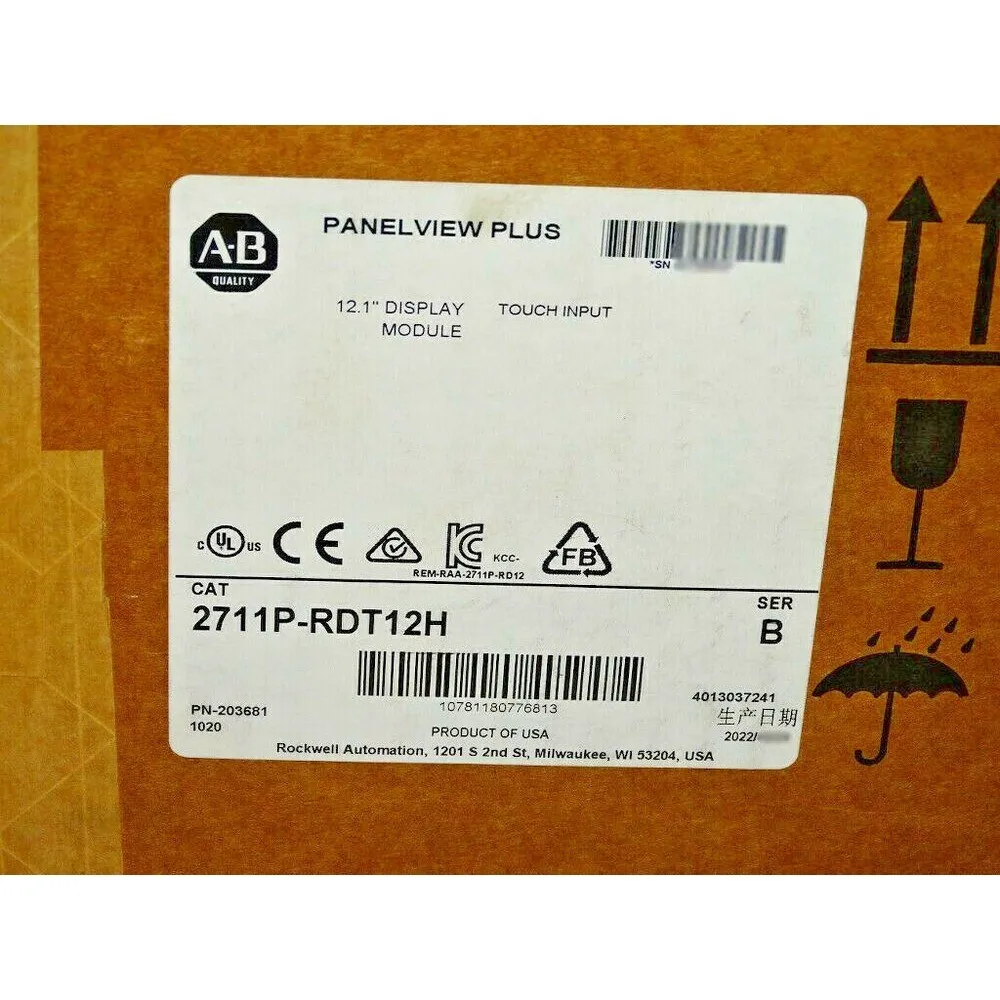 A-B
QUALITY
PANELVIEW PLUS
*SN
12.1" DISPLAY
MODULE
TOUCH INPUT
C UL US
CE
KC
KCC-
REM-RAA-2711P-RD12
FB
CAT
2711P-RDT12H
SER
B
10781180776813
PN-203681
1020
4013037241
生产日期
2022/
PRODUCT OF USA
Rockwell Automation, 1201 S 2nd St, Milwaukee, WI 53204, USA